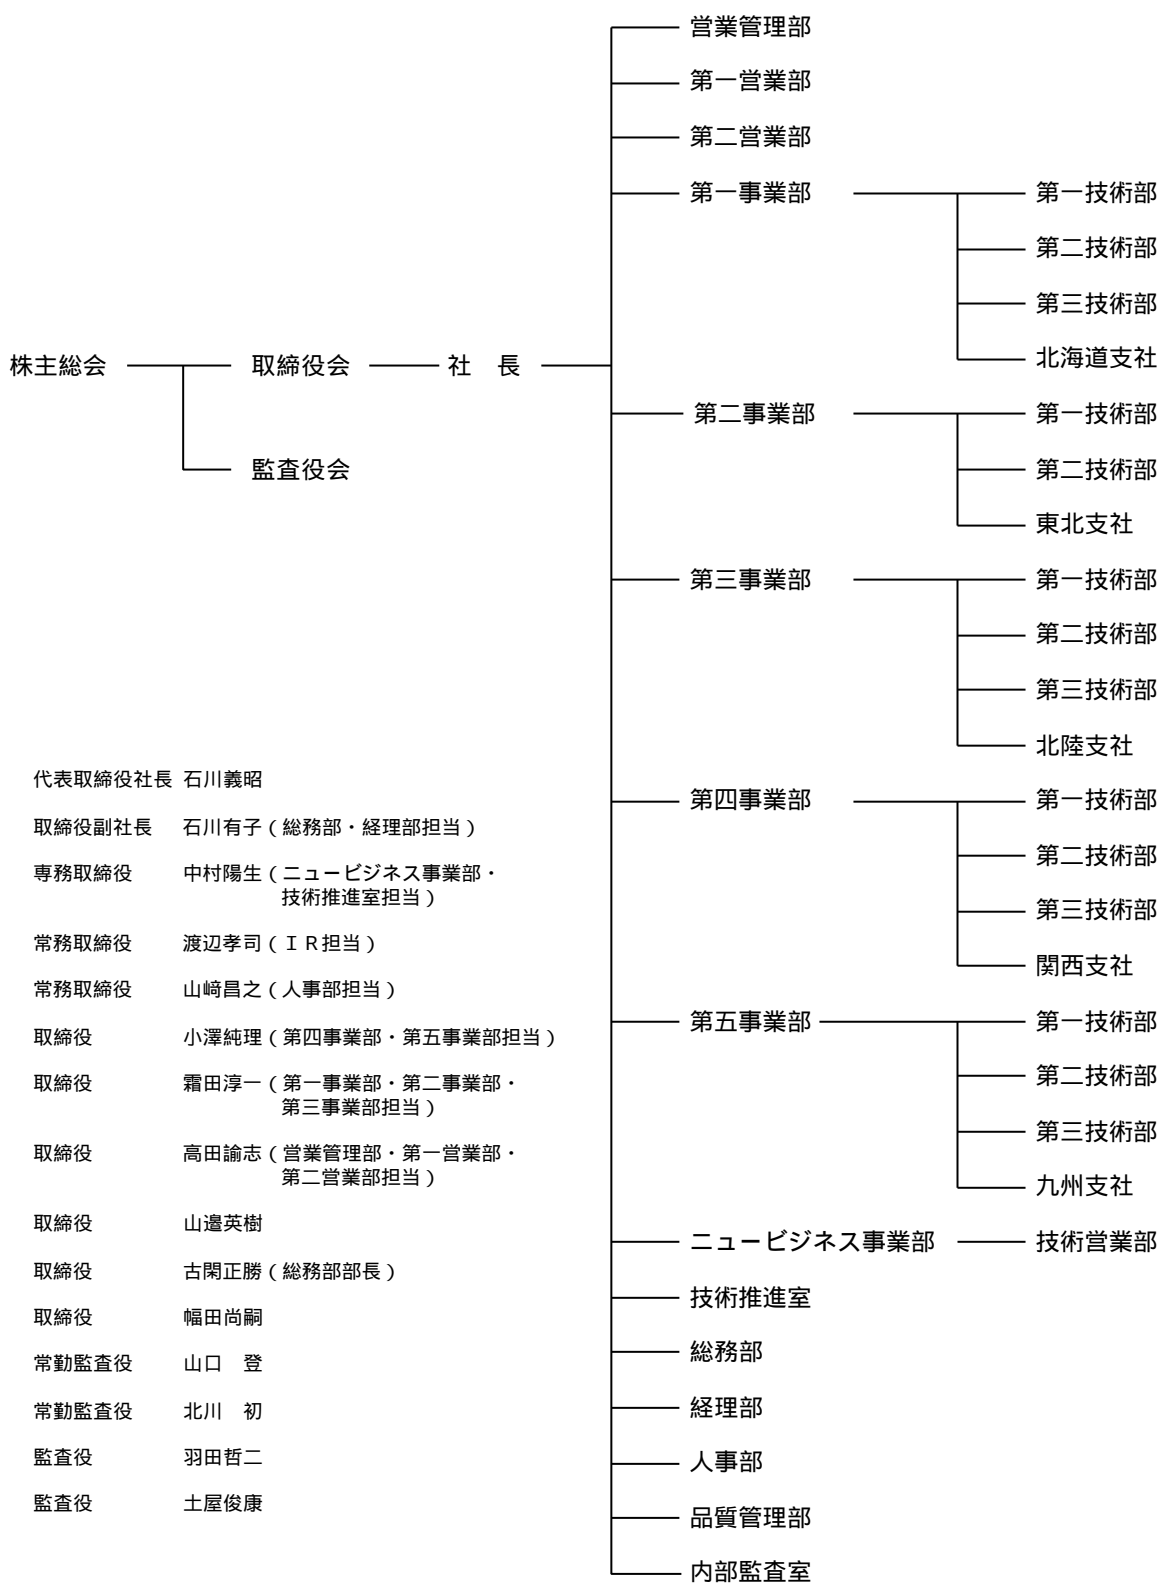 営業管理部
第一営業部
第二営業部
第一事業部 第一技術部
第二技術部
第三技術部
北海道支社
株主総会 取締役会 社　長
監査役会
第二事業部 第一技術部
第二技術部
東北支社
第三事業部 第一技術部
第二技術部
第三技術部
北陸支社
第四事業部 第一技術部
第二技術部
第三技術部
関西支社
第五事業部 第一技術部
第二技術部
第三技術部
九州支社
ニュービジネス事業部 技術営業部
技術推進室
総務部
経理部
人事部
品質管理部
内部監査室
代表取締役社長 石川義昭
取締役副社長 石川有子（総務部・経理部担当）
専務取締役 中村陽生（ニュービジネス事業部・
技術推進室担当）
常務取締役 渡辺孝司（ＩＲ担当）
常務取締役 山﨑昌之（人事部担当）
取締役 小澤純理（第四事業部・第五事業部担当）
取締役 霜田淳一（第一事業部・第二事業部・
第三事業部担当）
取締役 高田諭志（営業管理部・第一営業部・
第二営業部担当）
取締役 山邉英樹
取締役 古閑正勝（総務部部長）
取締役 幅田尚嗣
常勤監査役 山口　登
常勤監査役 北川　初
監査役 羽田哲二
監査役 土屋俊康